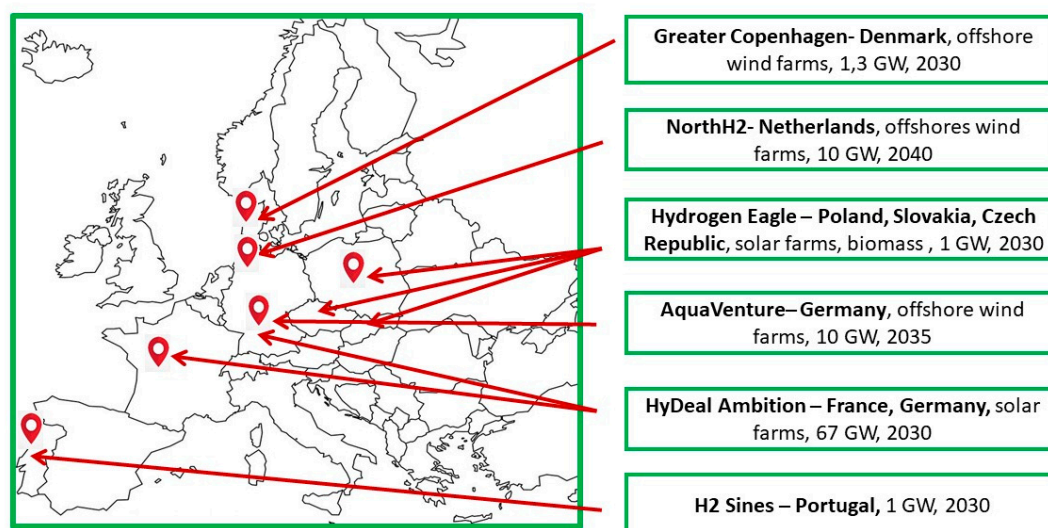 Greater Copenhagen- Denmark, offshore
wind farms, 1,3 GW, 2030
NorthH2- Netherlands, offshores wind
farms, 10 GW, 2040
Hydrogen Eagle – Poland, Slovakia, Czech
Republic, solar farms, biomass , 1 GW, 2030
AquaVenture– Germany, offshore wind
farms, 10 GW, 2035
HyDeal Ambition – France, Germany, solar
farms, 67 GW, 2030
H2 Sines – Portugal, 1 GW, 2030